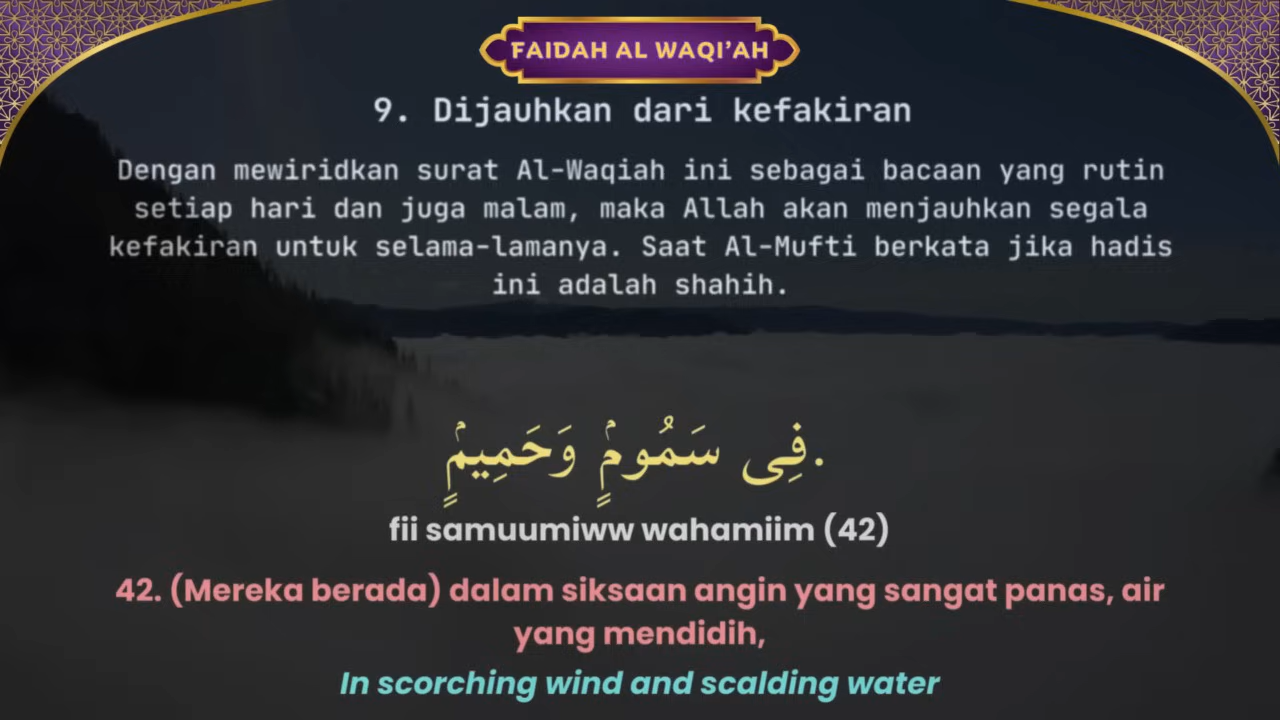 FAIDAH AL WAQI’AH
9. Dijauhkan dari kefakiran
Dengan mewiridkan surat Al-Waqiah ini sebagai bacaan yang rutin
setiap hari dan juga malam, maka Allah akan menjauhkan segala
kefakiran untuk selama-lamanya. Saat Al-Mufti berkata jika hadis
ini adalah shahih.
.فِى سَمُومٍۢ وَحَمِيمٍۢ
fii samuumiww wahamiim (42)
42. (Mereka berada) dalam siksaan angin yang sangat panas, air
yang mendidih,
In scorching wind and scalding water